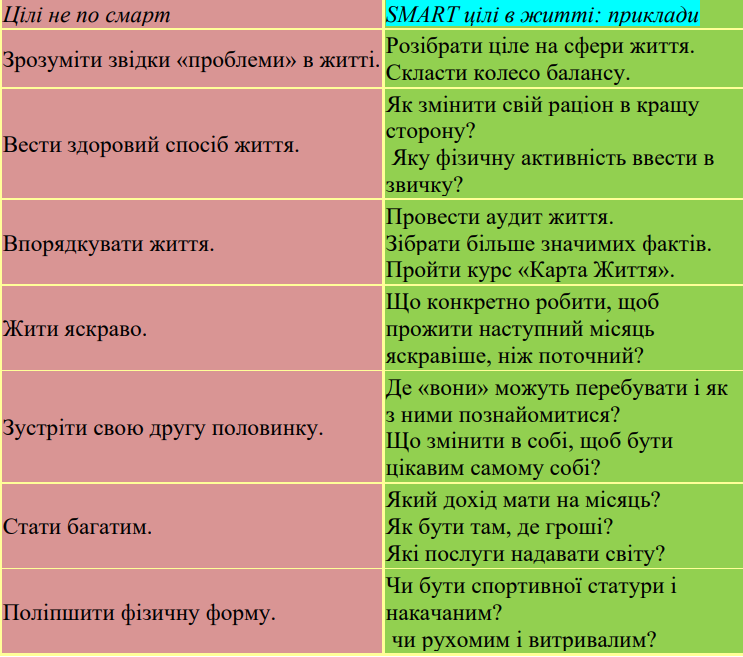 Цілі не по смарт
SMART цілі в житті: приклади
Зрозуміти звідки «проблеми» в житті.
Розібрати ціле на сфери життя.
Скласти колесо балансу.
Вести здоровий спосіб життя.
Як змінити свій раціон в кращу
сторону?
Яку фізичну активність ввести в
звичку?
Впорядкувати життя.
Провести аудит життя.
Зібрати більше значимих фактів.
Пройти курс «Карта Життя».
Жити яскраво.
Що конкретно робити, щоб
прожити наступний місяць
яскравіше, ніж поточний?
Зустріти свою другу половинку.
Де «вони» можуть перебувати і як
з ними познайомитися?
Що змінити в собі, щоб бути
цікавим самому собі?
Стати багатим.
Який дохід мати на місяць?
Як бути там, де гроші?
Які послуги надавати світу?
Поліпшити фізичну форму.
Чи бути спортивної статури і
накачаним?
чи рухомим і витривалим?